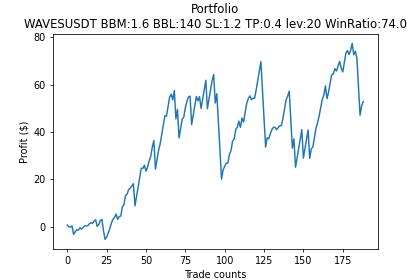 Portfolio
WAVESUSDT BBM:1.6 BBL:140 SL:1.2 TP:0.4 lev:20 WinRatio:74.0
80
60
40
20
0
Profit ($)
0 25 50 75 100 125 150 175
Trade counts